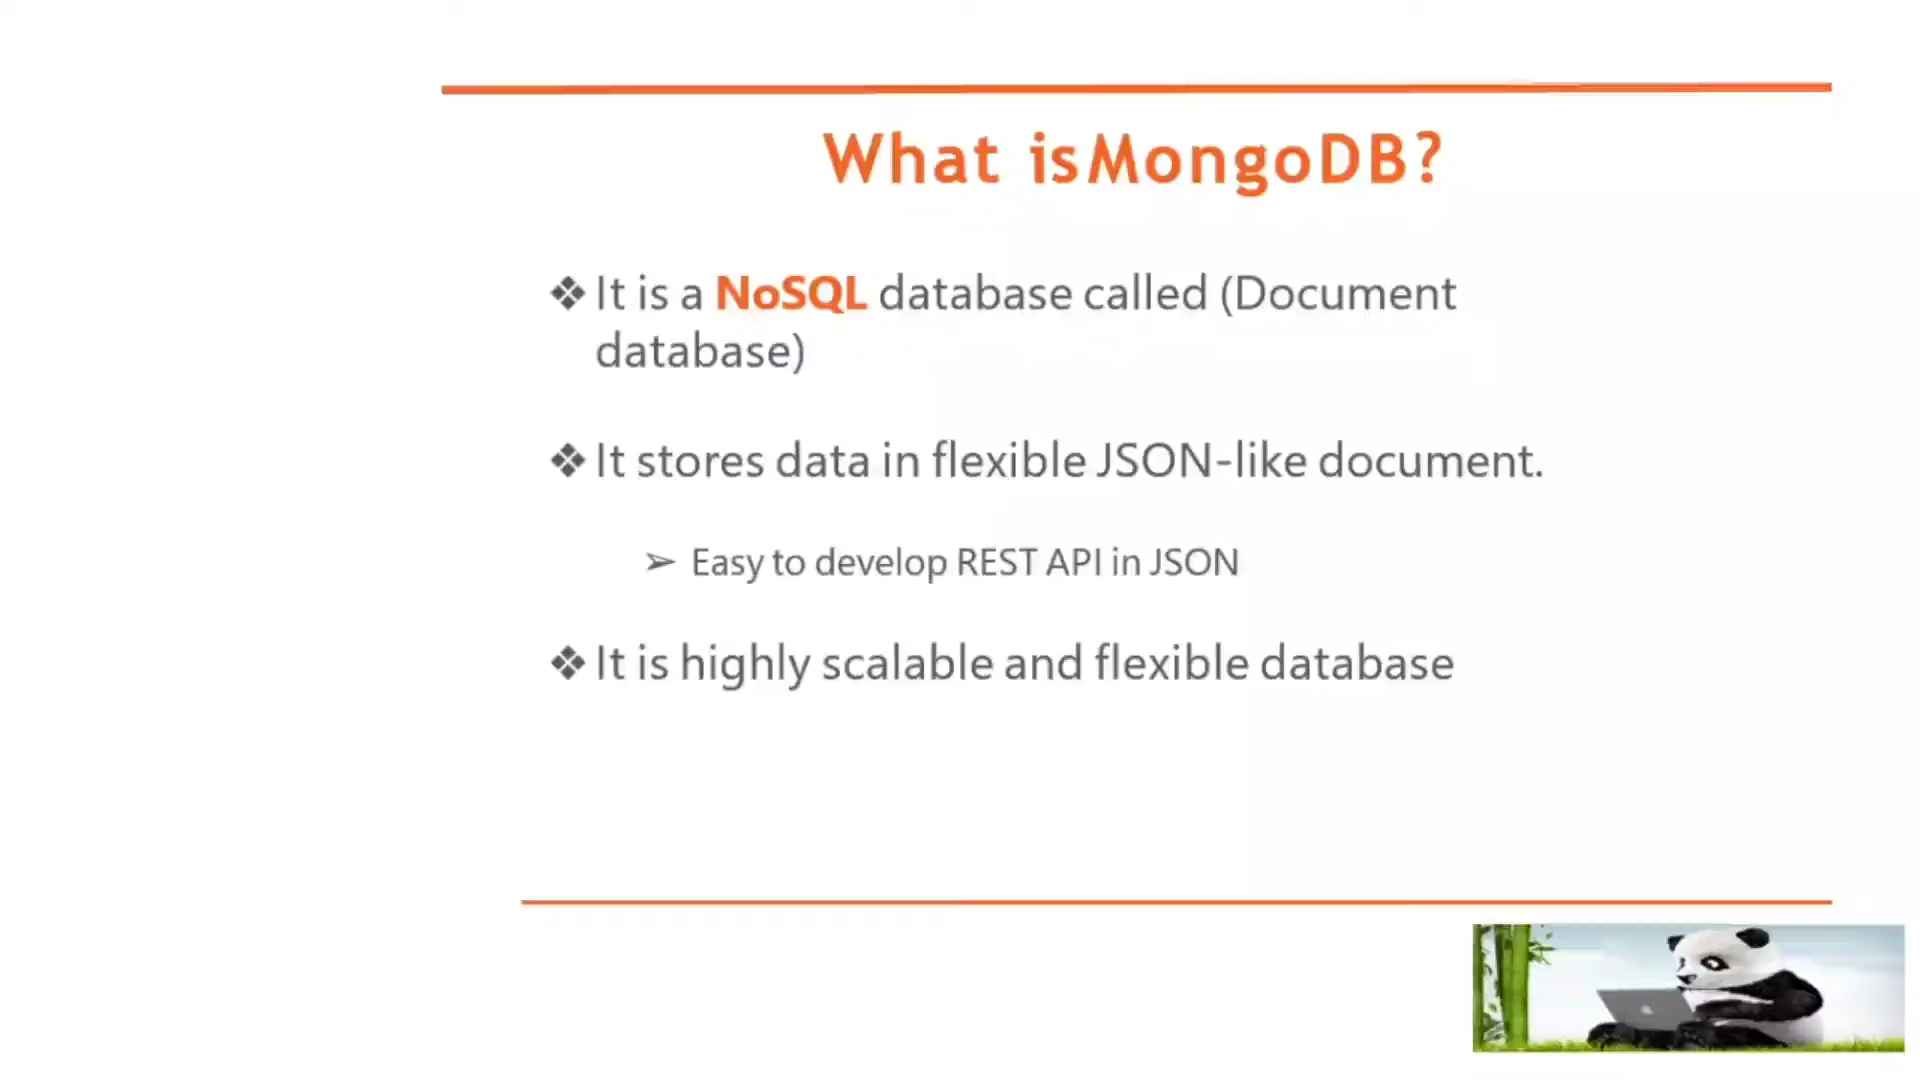 What isMongoDB?
❖ It is a NoSQL database called (Document
database)
❖ It stores data in flexible JSON-like document.
➢ Easy to develop REST API in JSON
❖ It is highly scalable and flexible database